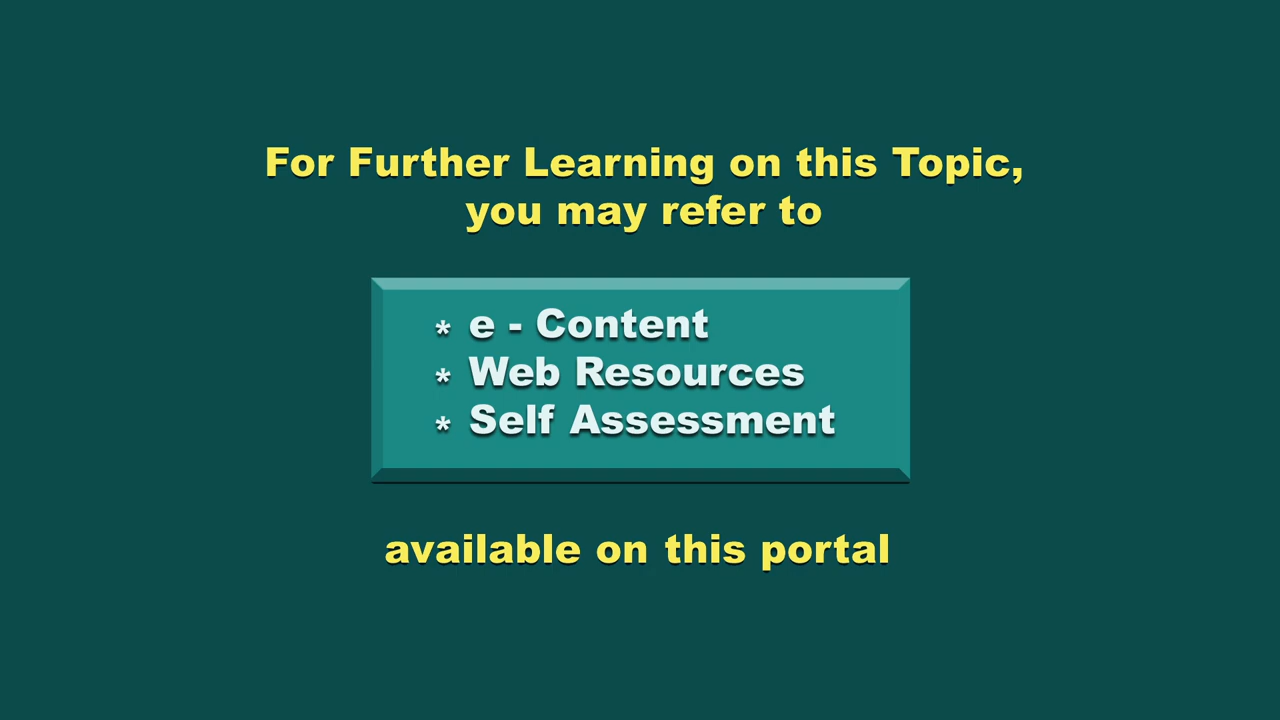 For Further Learning on this Topic,
you may refer to
* e - Content
* Web Resources
* Self Assessment
available on this portal